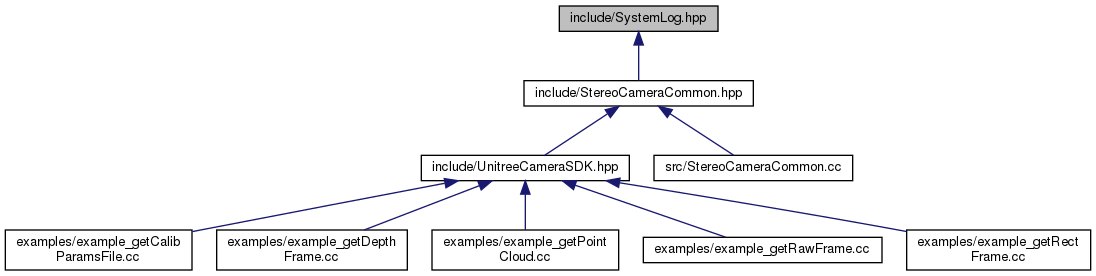 include/SystemLog.hpp
include/StereoCameraCommon.hpp
include/UnitreeCameraSDK.hpp
src/StereoCameraCommon.cc
examples/example_getCalib
ParamsFile.cc
examples/example_getDepth
Frame.cc
examples/example_getPoint
Cloud.cc
examples/example_getRawFrame.cc
examples/example_getRect
Frame.cc